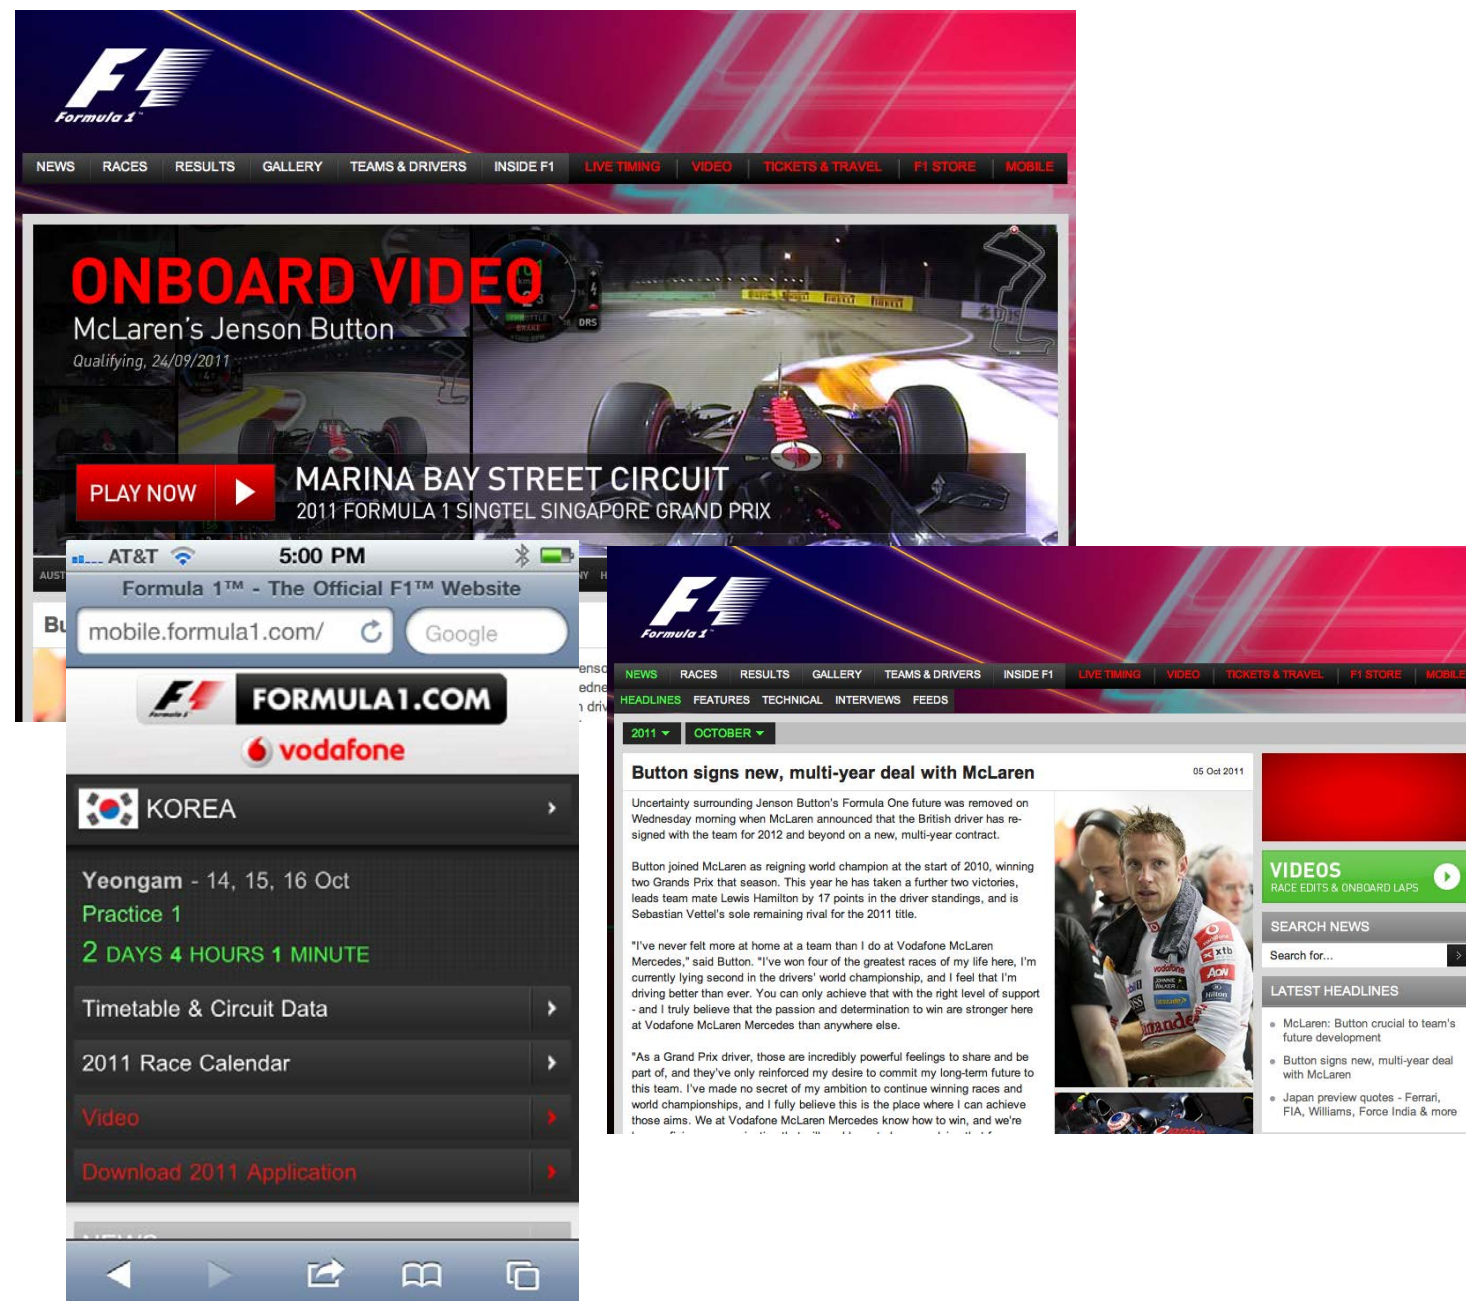 F1
Formula 1™
NEWS RACES RESULTS GALLERY TEAMS & DRIVERS INSIDE F1 LIVE TIMING VIDEO TICKETS & TRAVEL F1 STORE MOBILE
ONBOARD VIDEO
McLaren's Jenson Button
Qualifying, 24/09/2011
THROTTLE
BRAKE
DRS
vodafone
PLAY NOW
MARINA BAY STREET CIRCUIT
2011 FORMULA 1 SINGTEL SINGAPORE GRAND PRIX
AT&T 5:00 PM
Formula 1™ - The Official F1™ Website
mobile.formula1.com/ Google
F1 Formula 1 FORMULA1.COM
vodafone
KOREA
Yeongam - 14, 15, 16 Oct
Practice 1
2 DAYS 4 HOURS 1 MINUTE
Timetable & Circuit Data
2011 Race Calendar
Video
Download 2011 Application
F1
Formula 1
NEWS RACES RESULTS GALLERY TEAMS & DRIVERS INSIDE F1 LIVE TIMING VIDEO TICKETS & TRAVEL F1 STORE MOBILE
HEADLINES FEATURES TECHNICAL INTERVIEWS FEEDS
2011 OCTOBER
Button signs new, multi-year deal with McLaren 05 Oct 2011
Uncertainty surrounding Jenson Button's Formula One future was removed on
Wednesday morning when McLaren announced that the British driver has re-
signed with the team for 2012 and beyond on a new, multi-year contract.
Button joined McLaren as reigning world champion at the start of 2010, winning
two Grands Prix that season. This year he has taken a further two victories,
leads team mate Lewis Hamilton by 17 points in the driver standings, and is
Sebastian Vettel's sole remaining rival for the 2011 title.
"I've never felt more at home at a team than I do at Vodafone McLaren
Mercedes," said Button. "I've won four of the greatest races of my life here, I'm
currently lying second in the drivers' world championship, and I feel that I'm
driving better than ever. You can only achieve that with the right level of support
- and I truly believe that the passion and determination to win are stronger here
at Vodafone McLaren Mercedes than anywhere else.
"As a Grand Prix driver, those are incredibly powerful feelings to share and be
part of, and they've only reinforced my desire to commit my long-term future to
this team. I've made no secret of my ambition to continue winning races and
world championships, and I fully believe this is the place where I can achieve
those aims. We at Vodafone McLaren Mercedes know how to win, and we're
vodafone
xtb
JOHNNIE WALKER
AON
Hilton
VIDEOS
RACE EDITS & ONBOARD LAPS
SEARCH NEWS
Search for...
LATEST HEADLINES
McLaren: Button crucial to team's
future development
Button signs new, multi-year deal
with McLaren
Japan preview quotes - Ferrari,
FIA, Williams, Force India & more